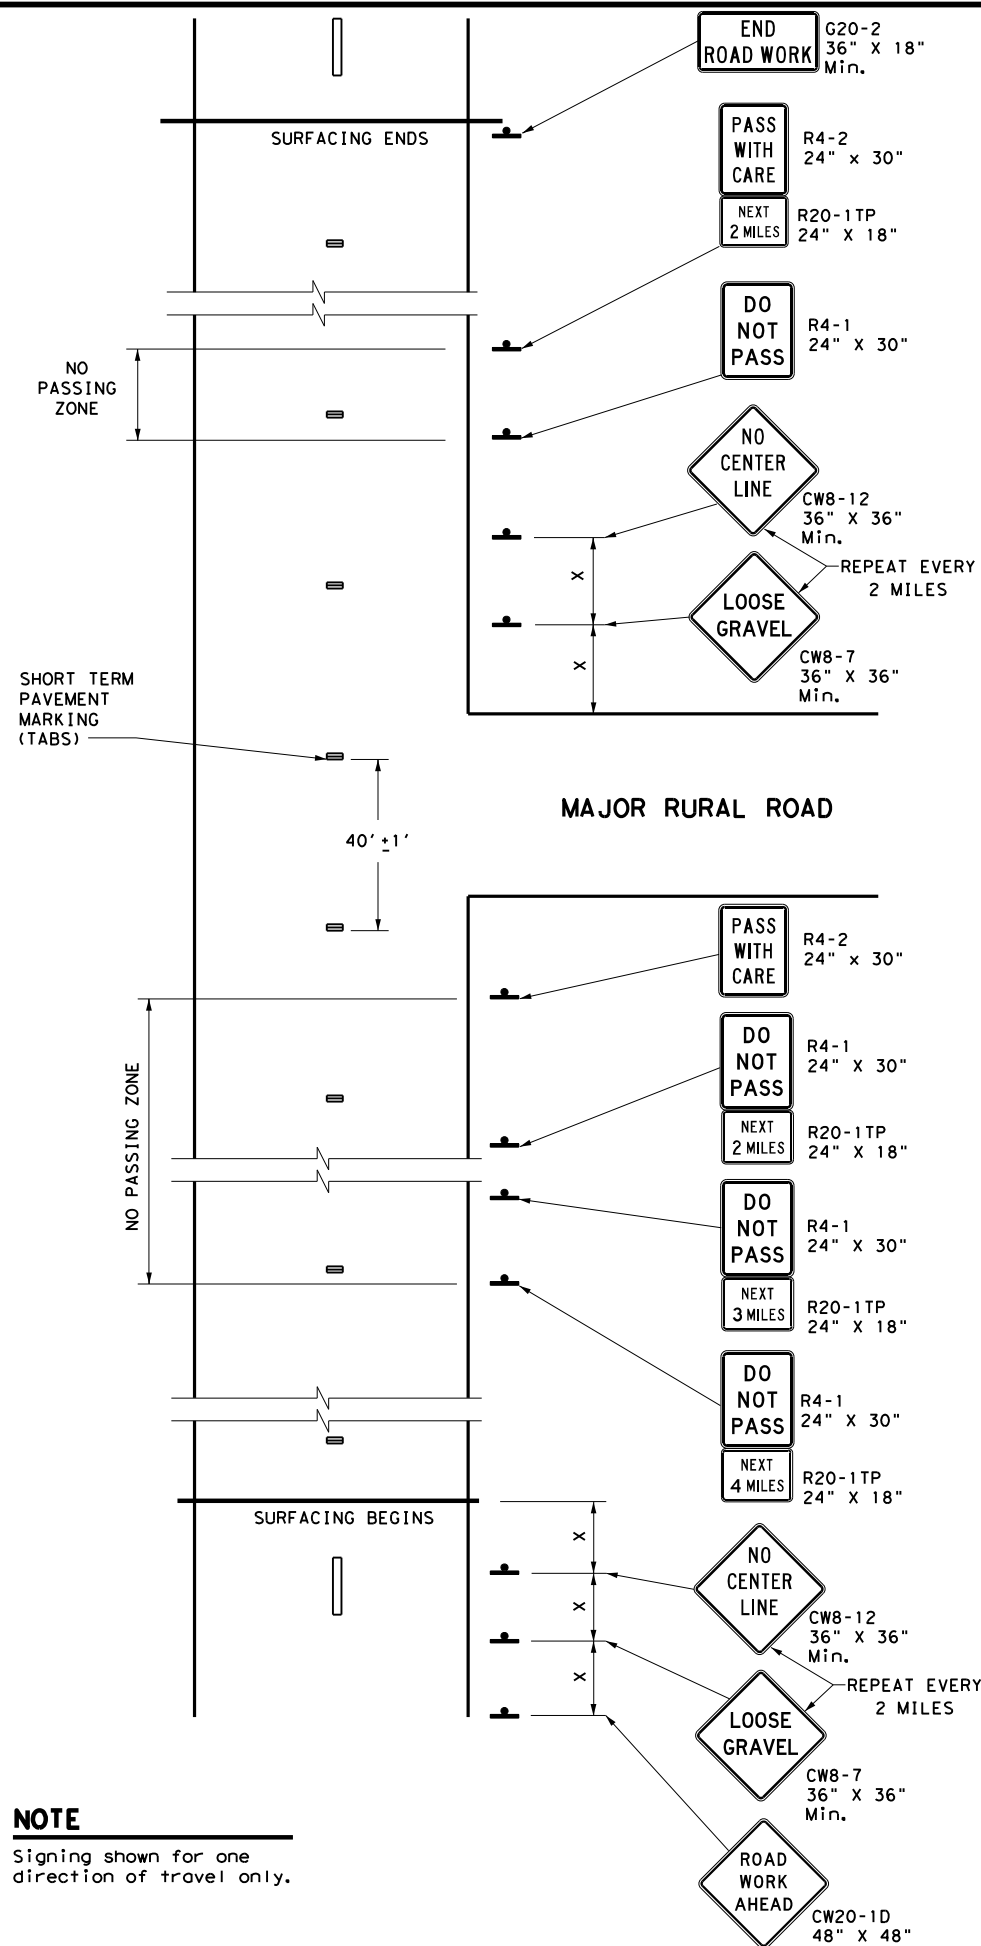 END
ROAD WORK
G20-2
36" X 18"
Min.
SURFACING ENDS
PASS
WITH
CARE
R4-2
24" x 30"
NEXT
2 MILES
R20-1TP
24" X 18"
DO
NOT
PASS
R4-1
24" X 30"
NO
PASSING
ZONE
NO
CENTER
LINE
CW8-12
36" X 36"
Min.
X
REPEAT EVERY
2 MILES
LOOSE
GRAVEL
X
CW8-7
36" X 36"
Min.
SHORT TERM
PAVEMENT
MARKING
(TABS)
MAJOR RURAL ROAD
40' ±1'
PASS
WITH
CARE
R4-2
24" x 30"
NO PASSING ZONE
DO
NOT
PASS
R4-1
24" X 30"
NEXT
2 MILES
R20-1TP
24" X 18"
DO
NOT
PASS
R4-1
24" X 30"
NEXT
3 MILES
R20-1TP
24" X 18"
DO
NOT
PASS
R4-1
24" X 30"
NEXT
4 MILES
R20-1TP
24" X 18"
SURFACING BEGINS
X
NO
CENTER
LINE
X
CW8-12
36" X 36"
Min.
X
REPEAT EVERY
2 MILES
LOOSE
GRAVEL
CW8-7
36" X 36"
Min.
NOTE
Signing shown for one
direction of travel only.
ROAD
WORK
AHEAD
CW20-1D
48" X 48"